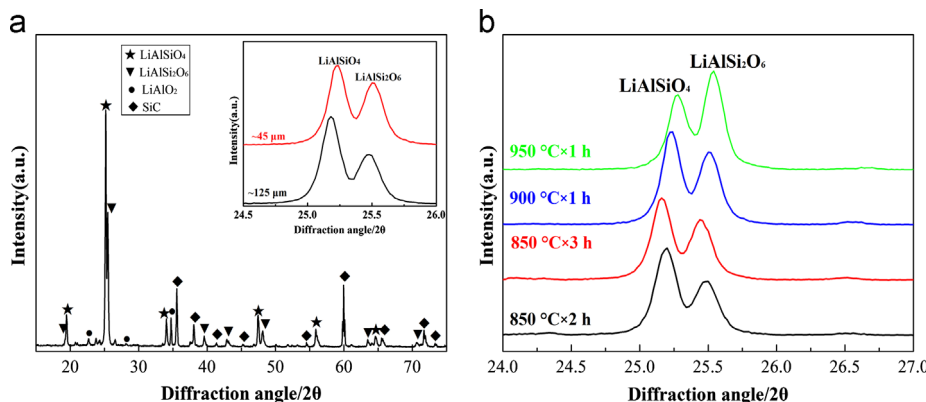 a
Intensity(a.u.)
★ LiAlSiO₄
▼ LiAlSi₂O₆
● LiAlO₂
◆ SiC
20 30 40 50 60 70
Diffraction angle/2θ
Intensity(a.u.)
LiAlSiO₄
LiAlSi₂O₆
~45 μm
~125 μm
24.5 25.0 25.5 26.0
Diffraction angle/2θ
b
Intensity(a.u.)
LiAlSiO₄
LiAlSi₂O₆
950 °C×1 h
900 °C×1 h
850 °C×3 h
850 °C×2 h
24.0 24.5 25.0 25.5 26.0 26.5 27.0
Diffraction angle/2θ